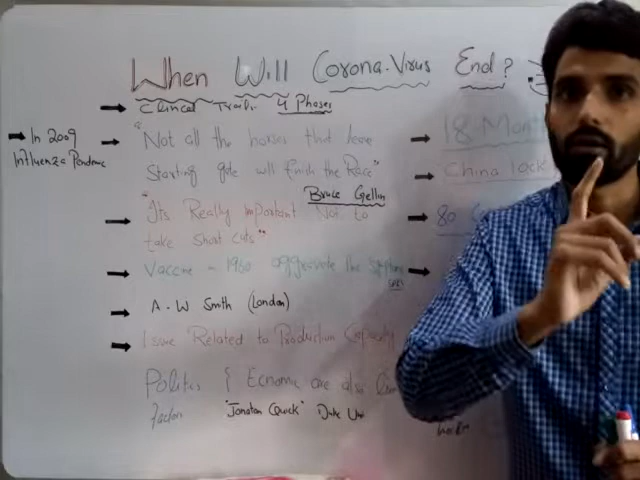 When Will Corona.Virus End?
Clinical Trails. 4 Phases
In 2009
Influenza Pandemic
"Not all the horses that leave
Starting gate will finish the Race"
Bruce Gellin
"Its Really important Not to
take short cuts"
Vaccine - 1960 aggravate the
A.W Smith (London)
Issue Related to Production Capacity
Politics & Ecnomic are also
Factors "Jonatan Quick" Duke Uni
18 Mont
China lock
80